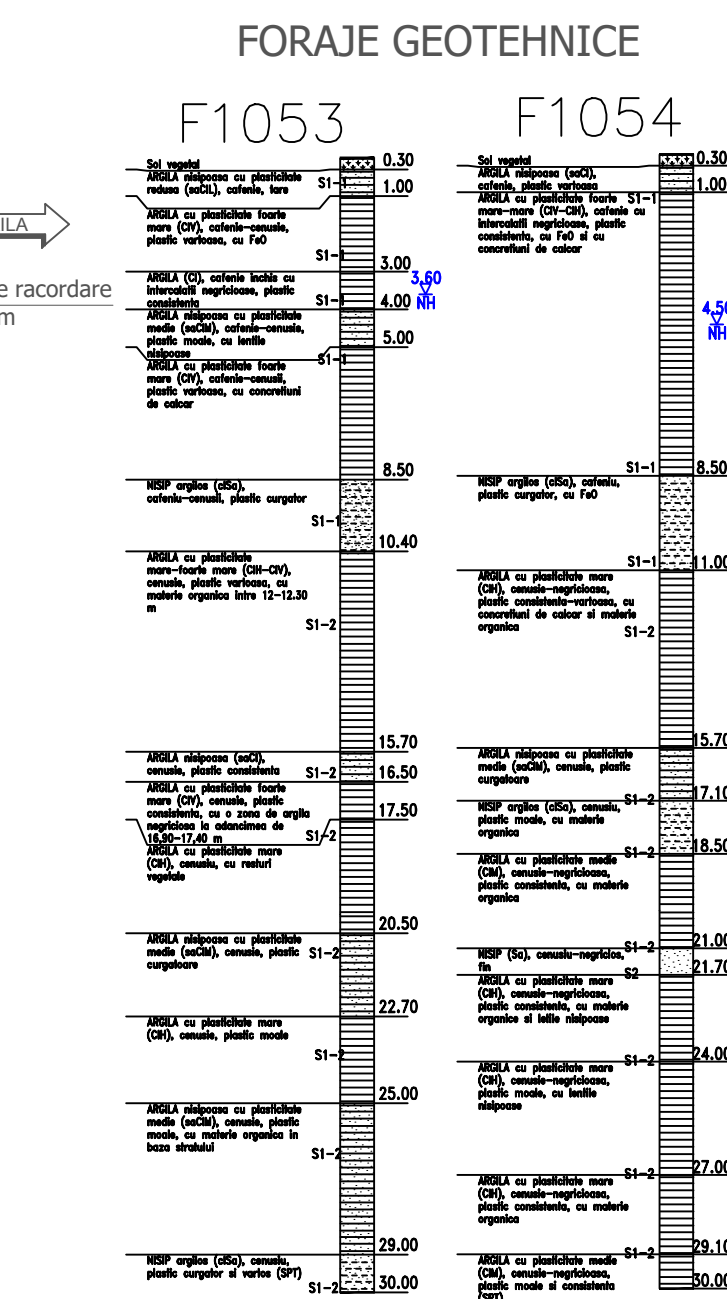 FORAJE GEOTEHNICE
ILA
e racordare
m
F1053
Sol vegetal
0.30
ARGILA nisipoasa cu plasticitate
redusa (saCIL), cafenie, tare
S1-1
1.00
ARGILA cu plasticitate foarte
mare (CIV), cafenie-cenusie,
plastic vartoasa, cu FeO
S1-1
3.00
ARGILA (CI), cafenie inchis cu
intercalatii negricioase, plastic
consistenta
S1-1
4.00
3.60
NH
ARGILA nisipoasa cu plasticitate
medie (saCIM), cafenie-cenusie,
plastic moale, cu lentile
nisipoase
5.00
S1-1
ARGILA cu plasticitate foarte
mare (CIV), cafenie-cenusii,
plastic vartoasa, cu concretiuni
de calcar
8.50
NISIP argilos (clSa),
cafeniu-cenusii, plastic curgator
S1-1
10.40
ARGILA cu plasticitate
mare-foarte mare (CIH-CIV),
cenusie, plastic vartoasa, cu
materie organica intre 12-12.30
m
S1-2
15.70
ARGILA nisipoasa (saCI),
cenusie, plastic consistenta
S1-2
16.50
ARGILA cu plasticitate foarte
mare (CIV), cenusie, plastic
consistenta, cu o zona de argila
negriciosa la adancimea de
16,90-17,40 m
17.50
S1-2
ARGILA cu plasticitate mare
(CIH), cenusiu, cu resturi
vegetale
20.50
ARGILA nisipoasa cu plasticitate
medie (saCIM), cenusie, plastic
curgatoare
S1-2
22.70
ARGILA cu plasticitate mare
(CIH), cenusie, plastic moale
S1-2
25.00
ARGILA nisipoasa cu plasticitate
medie (saCIM), cenusie, plastic
moale, cu materie organica in
baza stratului
S1-2
29.00
NISIP argilos (clSa), cenusiu,
plastic curgator si vartos (SPT)
S1-2
30.00
F1054
Sol vegetal
0.30
ARGILA nisipoasa (saCI),
cafenie, plastic vartoasa
1.00
S1-1
ARGILA cu plasticitate foarte
mare-mare (CIV-CIH), cafenie cu
intercalatii negricioase, plastic
consistenta, cu FeO si cu
concretiuni de calcar
4.50
NH
S1-1
8.50
NISIP argilos (clSa), cafeniu,
plastic curgator, cu FeO
S1-1
11.00
ARGILA cu plasticitate mare
(CIH), cenusie-negricioasa,
plastic consistenta-vartoasa, cu
concretiuni de calcar si materie
organica
S1-2
15.70
ARGILA nisipoasa cu plasticitate
medie (saCIM), cenusie, plastic
curgatoare
S1-2
17.10
NISIP argilos (clSa), cenusiu,
plastic moale, cu materie
organica
S1-2
18.50
ARGILA cu plasticitate medie
(CIM), cenusie-negricioasa,
plastic consistenta, cu materie
organica
S1-2
21.00
NISIP (Sa), cenusiu-negricios,
fin
S2
21.70
ARGILA cu plasticitate mare
(CIH), cenusie-negricioasa,
plastic consistenta, cu materie
organica si letile nisipoase
S1-2
24.00
ARGILA cu plasticitate mare
(CIH), cenusie-negricioasa,
plastic moale, cu lentile
nisipoase
S1-2
27.00
ARGILA cu plasticitate mare
(CIH), cenusie-negricioasa,
plastic consistenta, cu materie
organica
S1-2
29.10
ARGILA cu plasticitate medie
(CIM), cenusie-negricioasa,
plastic moale si consistenta
(SPT)
30.00